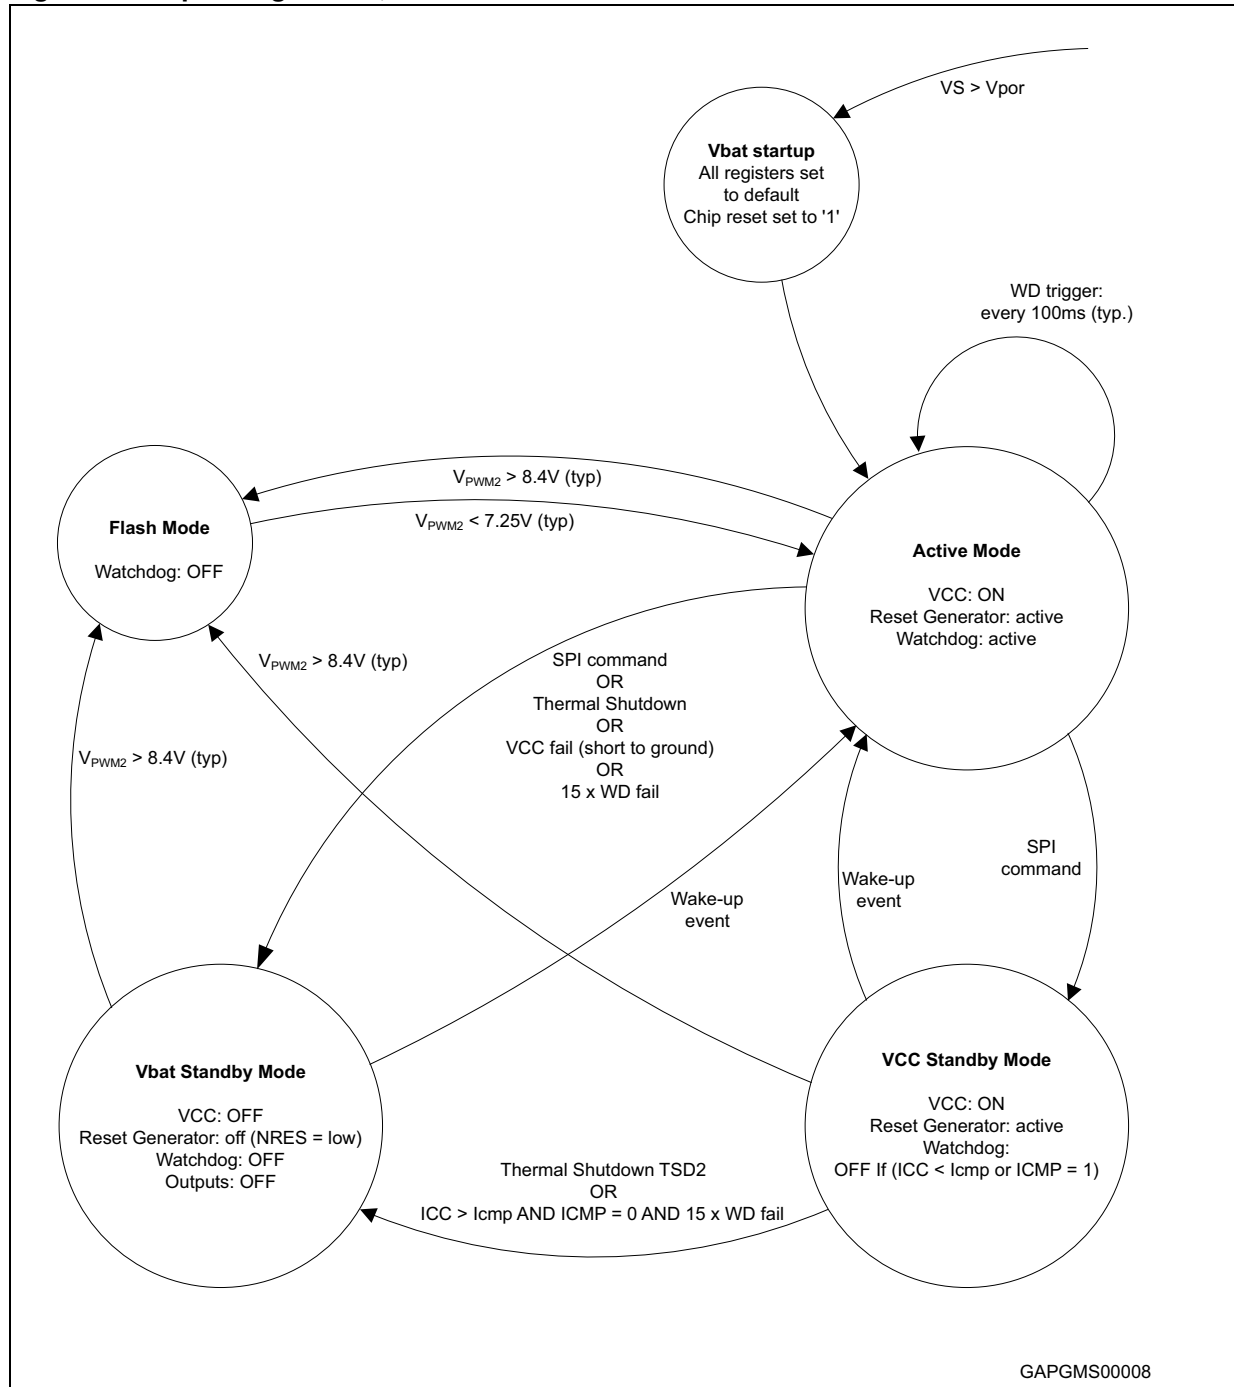 VS > Vpor
Vbat startup
All registers set
to default
Chip reset set to '1'
WD trigger:
every 100ms (typ.)
VPWM2 > 8.4V (typ)
VPWM2 < 7.25V (typ)
Flash Mode
Watchdog: OFF
Active Mode
VCC: ON
Reset Generator: active
Watchdog: active
VPWM2 > 8.4V (typ)
SPI command
OR
Thermal Shutdown
OR
VCC fail (short to ground)
OR
15 x WD fail
VPWM2 > 8.4V (typ)
Wake-up
event
Wake-up
event
SPI
command
Vbat Standby Mode
VCC: OFF
Reset Generator: off (NRES = low)
Watchdog: OFF
Outputs: OFF
VCC Standby Mode
VCC: ON
Reset Generator: active
Watchdog:
OFF If (ICC < Icmp or ICMP = 1)
Thermal Shutdown TSD2
OR
ICC > Icmp AND ICMP = 0 AND 15 x WD fail
GAPGMS00008